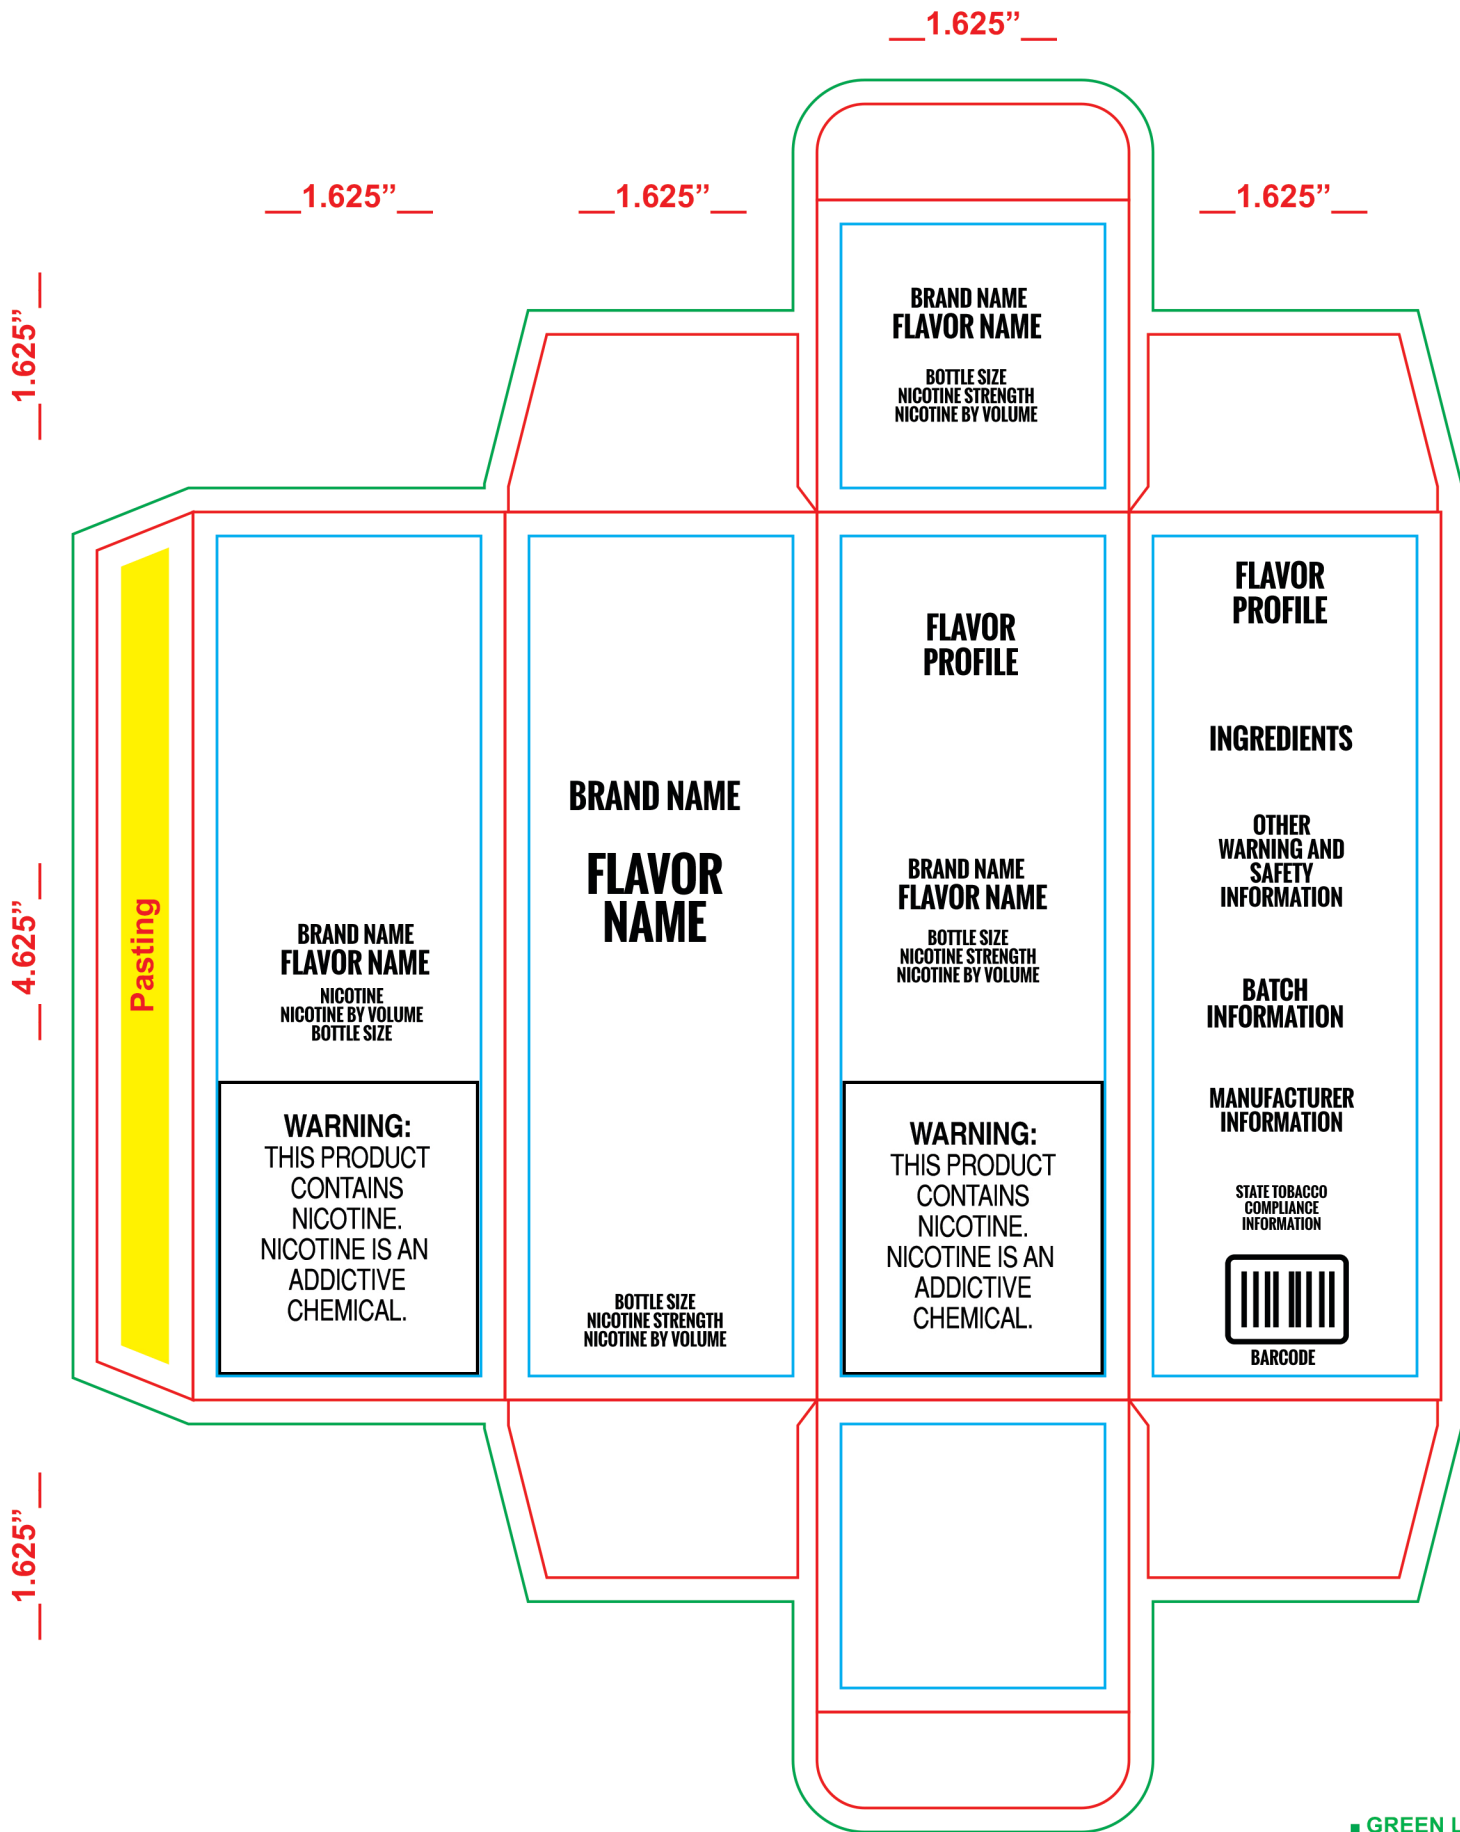 1.625”
1.625”
1.625”
1.625”
1.625”
BRAND NAME
FLAVOR NAME
BOTTLE SIZE
NICOTINE STRENGTH
NICOTINE BY VOLUME
4.625”
Pasting
BRAND NAME
FLAVOR NAME
NICOTINE
NICOTINE BY VOLUME
BOTTLE SIZE
WARNING:
THIS PRODUCT
CONTAINS
NICOTINE.
NICOTINE IS AN
ADDICTIVE
CHEMICAL.
BRAND NAME
FLAVOR
NAME
BOTTLE SIZE
NICOTINE STRENGTH
NICOTINE BY VOLUME
FLAVOR
PROFILE
BRAND NAME
FLAVOR NAME
BOTTLE SIZE
NICOTINE STRENGTH
NICOTINE BY VOLUME
WARNING:
THIS PRODUCT
CONTAINS
NICOTINE.
NICOTINE IS AN
ADDICTIVE
CHEMICAL.
FLAVOR
PROFILE
INGREDIENTS
OTHER
WARNING AND
SAFETY
INFORMATION
BATCH
INFORMATION
MANUFACTURER
INFORMATION
STATE TOBACCO
COMPLIANCE
INFORMATION
BARCODE
1.625”
GREEN L